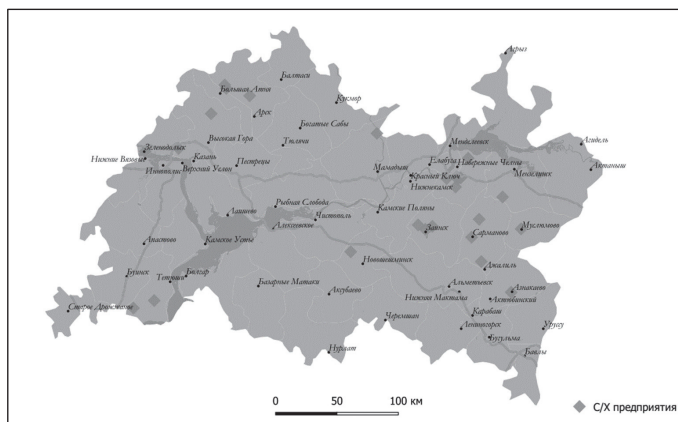 Агрыз
Балтаси
Большая Атня
Кукмор
Арск
Богатые Сабы
Высокая Гора
Тюлячи
Менделеевск
Агидель
Зеленодольск
Нижние Вязовые
Казань
Иннополис
Верхний Услон
Пестрецы
Мамадыш
Елабуга
Набережные Челны
Красный Ключ
Нижнекамск
Мензелинск
Актаныш
Лаишево
Рыбная Слобода
Чистополь
Камские Поляны
Алексеевское
Заинск
Сарманово
Муслюмово
Апастово
Камское Устье
Новошешминск
Джалиль
Буинск
Тетюши
Болгар
Базарные Матаки
Аксубаево
Альметьевск
Нижняя Мактама
Азнакаево
Актюбинский
Старое Дрожжаное
Черемшан
Карабаш
Лениногорск
Бугульма
Уруссу
Нурлат
Бавлы
0 50 100 км
С/Х предприятия